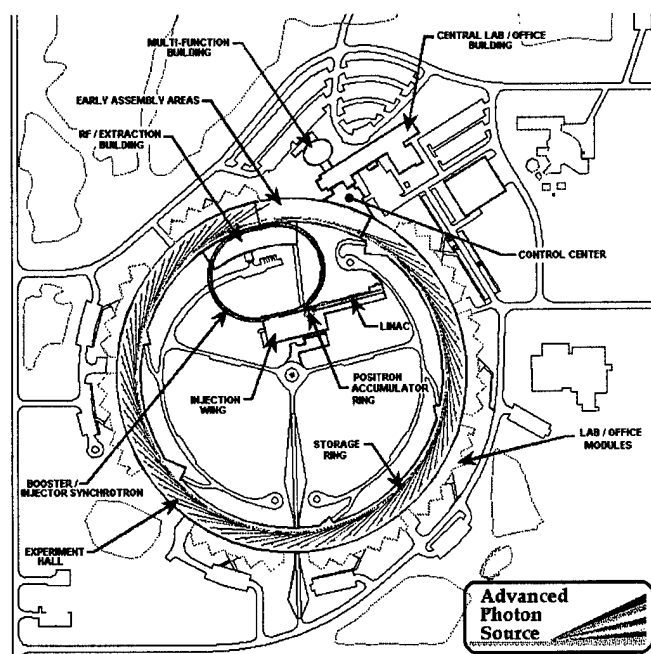 MULTI-FUNCTION
BUILDING
CENTRAL LAB / OFFICE
BUILDING
EARLY ASSEMBLY AREAS
RF / EXTRACTION
BUILDING
CONTROL CENTER
LINAC
INJECTION
WING
POSITRON
ACCUMULATOR
RING
STORAGE
RING
LAB / OFFICE
MODULES
BOOSTER /
INJECTOR SYNCHROTRON
EXPERIMENT
HALL
Advanced
Photon
Source